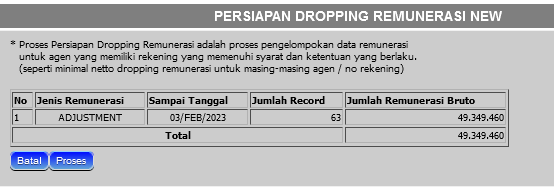 PERSIAPAN DROPPING REMUNERASI NEW
* Proses Persiapan Dropping Remunerasi adalah proses pengelompokan data remunerasi
untuk agen yang memiliki rekening yang memenuhi syarat dan ketentuan yang berlaku.
(seperti minimal netto dropping remunerasi untuk masing-masing agen / no rekening)
No Jenis Remunerasi Sampai Tanggal Jumlah Record Jumlah Remunerasi Bruto
1 ADJUSTMENT 03/FEB/2023 63 49.349.460
Total 49.349.460
Batal Proses